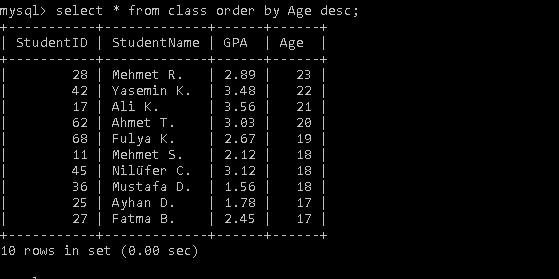 mysql> select * from class order by Age desc;
+-----------+-------------+------+------+
| StudentID | StudentName | GPA  | Age  |
+-----------+-------------+------+------+
|        28 | Mehmet R.   | 2.89 |   23 |
|        42 | Yasemin K.  | 3.48 |   22 |
|        17 | Ali K.      | 3.56 |   21 |
|        62 | Ahmet T.    | 3.03 |   20 |
|        68 | Fulya K.    | 2.67 |   19 |
|        11 | Mehmet S.   | 2.12 |   18 |
|        45 | Nilüfer C.  | 3.12 |   18 |
|        36 | Mustafa D.  | 1.56 |   18 |
|        25 | Ayhan D.    | 1.78 |   17 |
|        27 | Fatma B.    | 2.45 |   17 |
+-----------+-------------+------+------+
10 rows in set (0.00 sec)